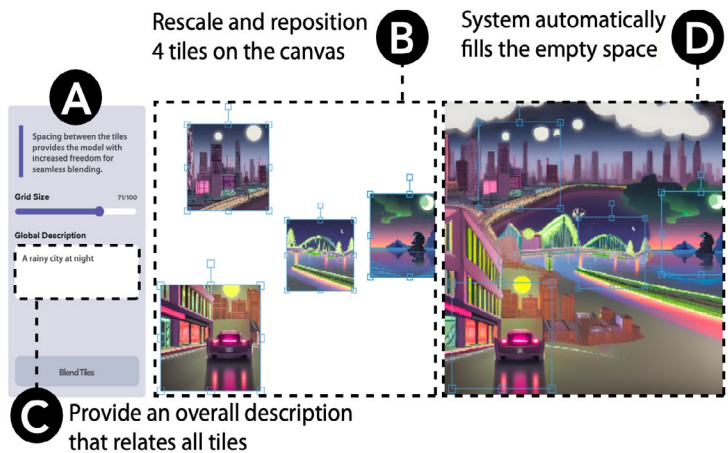 Rescale and reposition
4 tiles on the canvas
B
System automatically
fills the empty space
D
A
Spacing between the tiles
provides the model with
increased freedom for
seamless blending.
Grid Size 71/100
Global Description
A rainy city at night
Blend Tiles
C
Provide an overall description
that relates all tiles